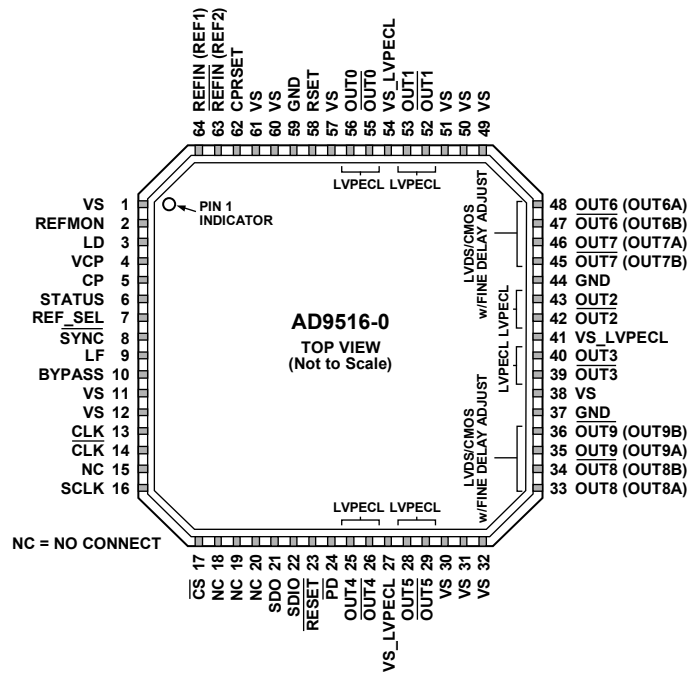 64 REFIN (REF1)
63 REFIN (REF2)
62 CPRSET
61 VS
60 VS
59 GND
58 RSET
57 VS
56 OUT0
55 OUT0
54 VS_LVPECL
53 OUT1
52 OUT1
51 VS
50 VS
49 VS
LVPECL LVPECL
VS 1
REFMON 2
LD 3
VCP 4
CP 5
STATUS 6
REF_SEL 7
SYNC 8
LF 9
BYPASS 10
VS 11
VS 12
CLK 13
CLK 14
NC 15
SCLK 16
PIN 1
INDICATOR
AD9516-0
TOP VIEW
(Not to Scale)
LVDS/CMOS
w/FINE DELAY ADJUST
LVPECL
LVPECL
LVDS/CMOS
w/FINE DELAY ADJUST
48 OUT6 (OUT6A)
47 OUT6 (OUT6B)
46 OUT7 (OUT7A)
45 OUT7 (OUT7B)
44 GND
43 OUT2
42 OUT2
41 VS_LVPECL
40 OUT3
39 OUT3
38 VS
37 GND
36 OUT9 (OUT9B)
35 OUT9 (OUT9A)
34 OUT8 (OUT8B)
33 OUT8 (OUT8A)
LVPECL LVPECL
NC = NO CONNECT
CS 17
NC 18
NC 19
NC 20
SDO 21
SDIO 22
RESET 23
PD 24
OUT4 25
OUT4 26
VS_LVPECL 27
OUT5 28
OUT5 29
VS 30
VS 31
VS 32